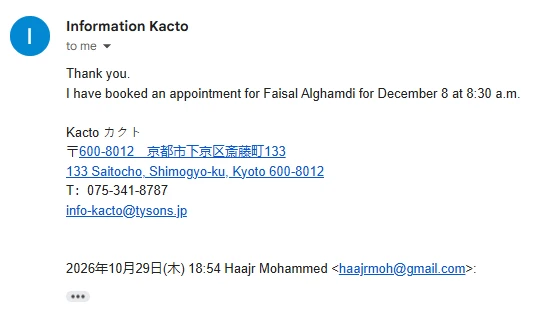 I
Information Kacto
to me
Thank you.
I have booked an appointment for Faisal Alghamdi for December 8 at 8:30 a.m.
Kacto カクト
〒600-8012　京都市下京区斎藤町133
133 Saitocho, Shimogyo-ku, Kyoto 600-8012
T：075-341-8787
info-kacto@tysons.jp
2026年10月29日(木) 18:54 Haajr Mohammed <haajrmoh@gmail.com>: